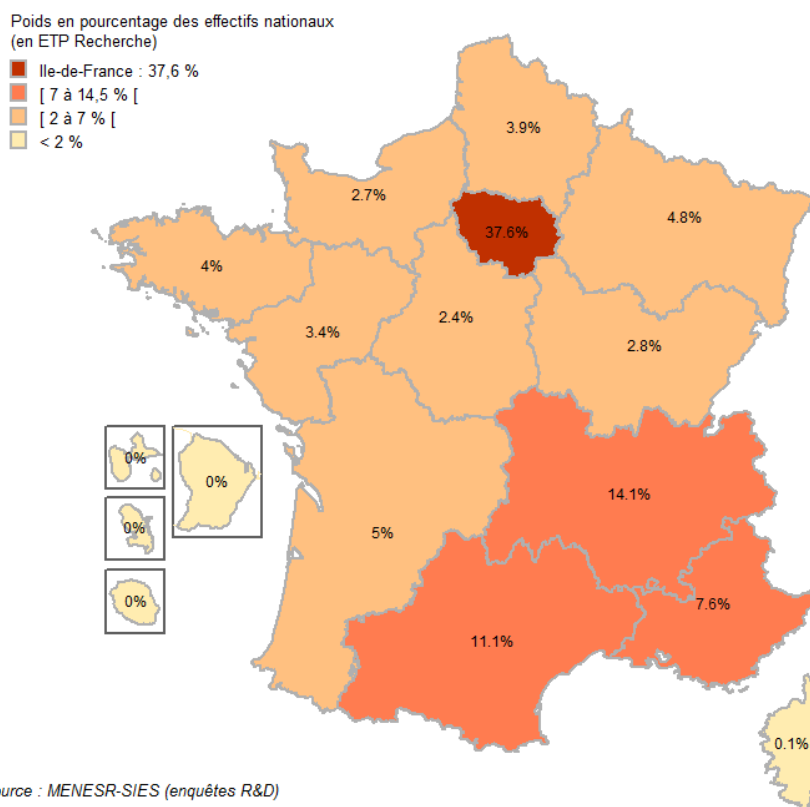 Poids en pourcentage des effectifs nationaux
(en ETP Recherche)
Ile-de-France : 37,6 %
[ 7 à 14,5 % [
[ 2 à 7 % [
< 2 %
3.9%
2.7%
4.8%
37.6%
4%
2.4%
3.4%
2.8%
0%
0%
14.1%
0%
5%
0%
7.6%
11.1%
0.1%
urce : MENESR-SIES (enquêtes R&D)